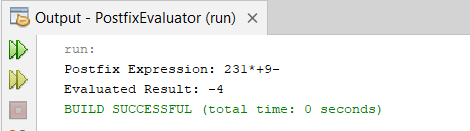 Output - PostfixEvaluator (run)
run:
Postfix Expression: 231*+9-
Evaluated Result: -4
BUILD SUCCESSFUL (total time: 0 seconds)